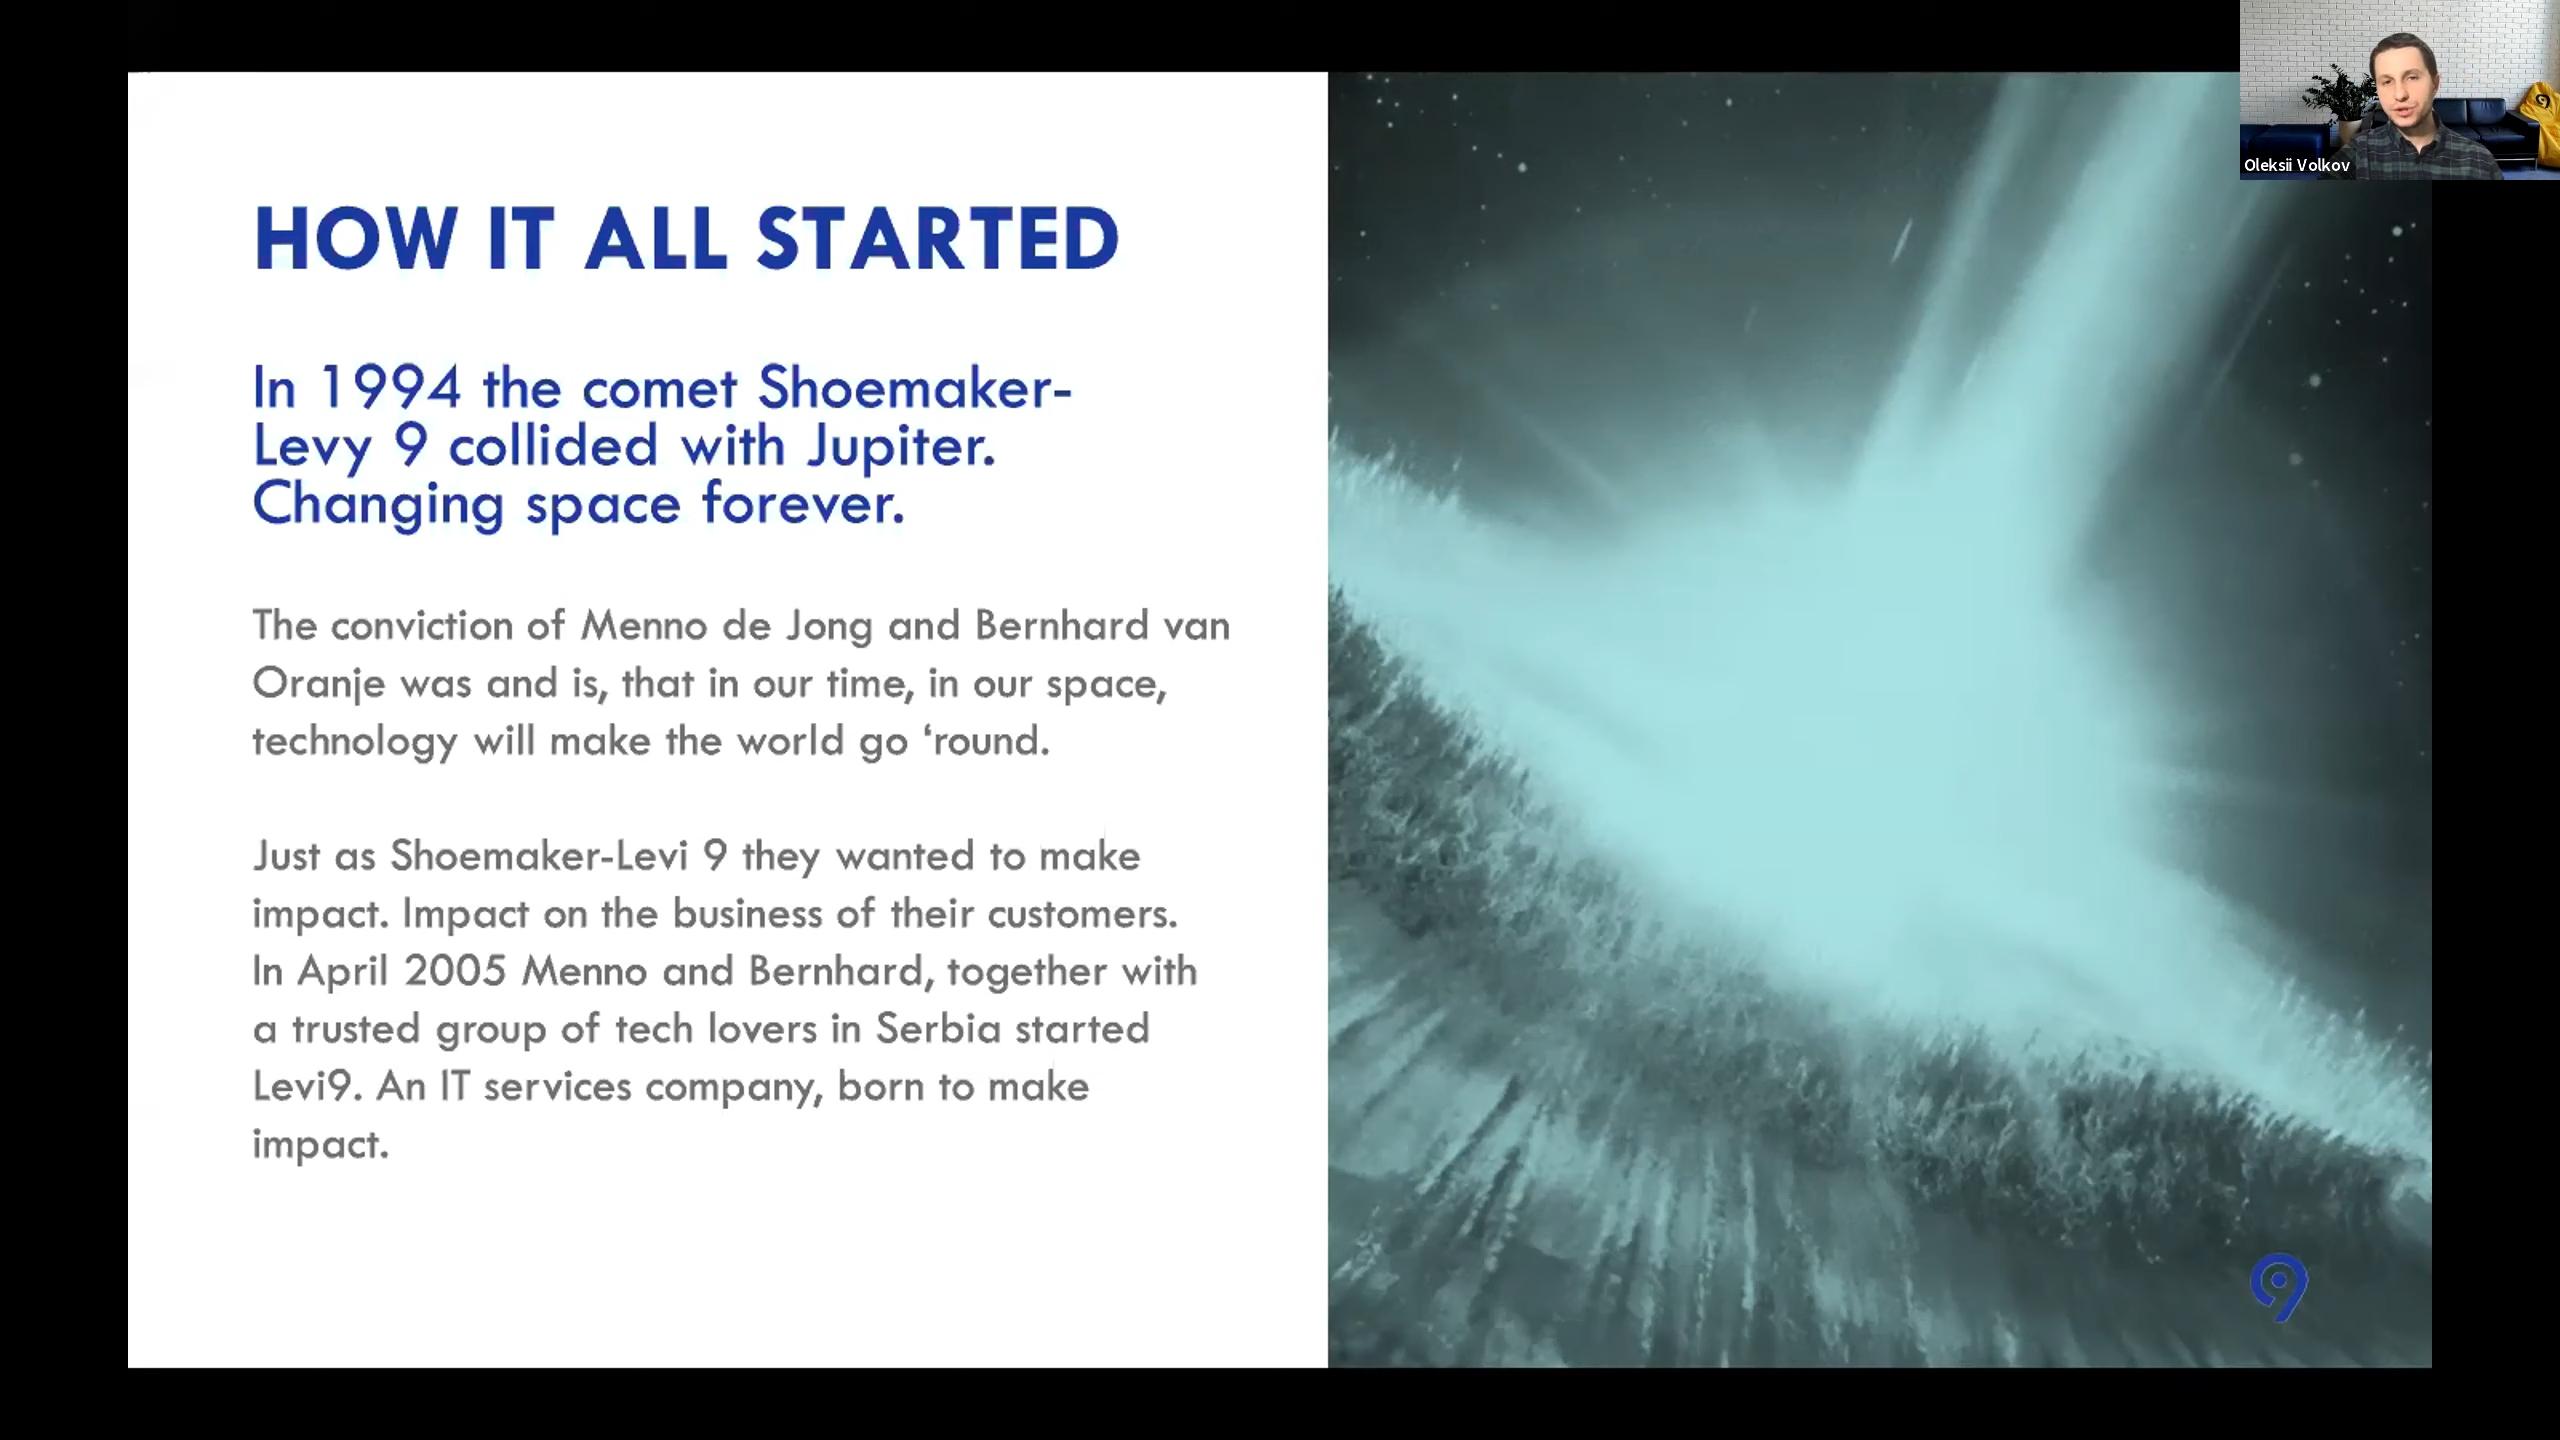 HOW IT ALL STARTED
In 1994 the comet Shoemaker-
Levy 9 collided with Jupiter.
Changing space forever.
The conviction of Menno de Jong and Bernhard van
Oranje was and is, that in our time, in our space,
technology will make the world go ‘round.
Just as Shoemaker-Levi 9 they wanted to make
impact. Impact on the business of their customers.
In April 2005 Menno and Bernhard, together with
a trusted group of tech lovers in Serbia started
Levi9. An IT services company, born to make
impact.
Oleksii Volkov
9